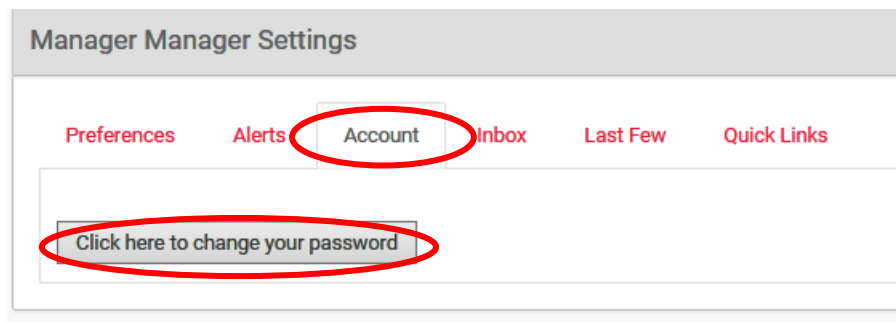 Manager Manager Settings
Preferences Alerts Account Inbox Last Few Quick Links
Click here to change your password